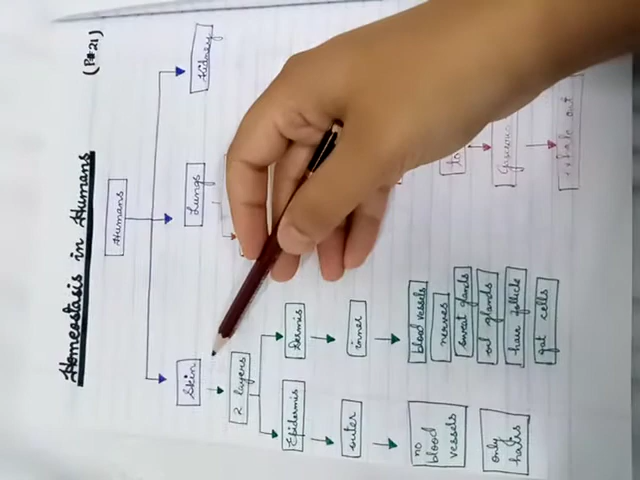 Homeostasis in Humans
(P#:21)
Humans
Skin
Lungs
Kidney
2 layers
Epidermis
Dermis
outer
inner
no
blood
vessels
only
hairs
blood vessels
nerves
sweat glands
oil glands
hair follicle
fat cells
Gaseous
out